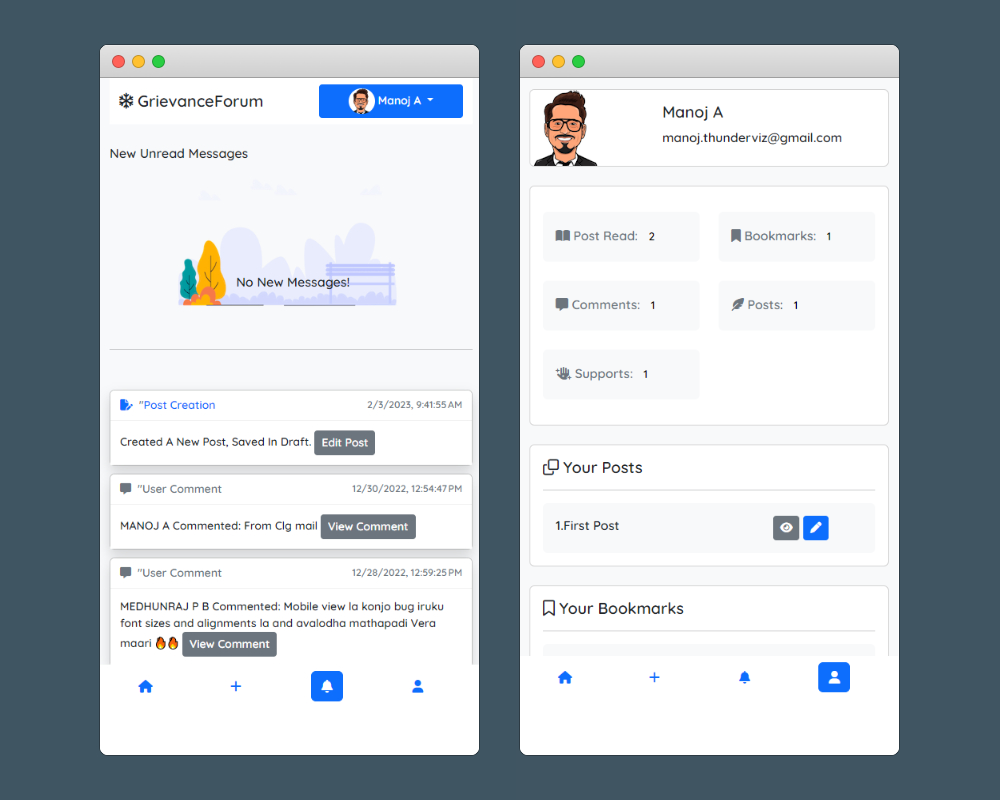 GrievanceForum
Manoj A
New Unread Messages
No New Messages!
"Post Creation
2/3/2023, 9:41:55 AM
Created A New Post, Saved In Draft. Edit Post
"User Comment
12/30/2022, 12:54:47 PM
MANOJ A Commented: From Clg mail View Comment
"User Comment
12/28/2022, 12:59:25 PM
MEDHUNRAJ P B Commented: Mobile view la konjo bug iruku
font sizes and alignments la and avalodha mathapadi Vera
maari 🔥🔥 View Comment
Manoj A
manoj.thunderviz@gmail.com
Post Read: 2
Bookmarks: 1
Comments: 1
Posts: 1
Supports: 1
Your Posts
1.First Post
Your Bookmarks